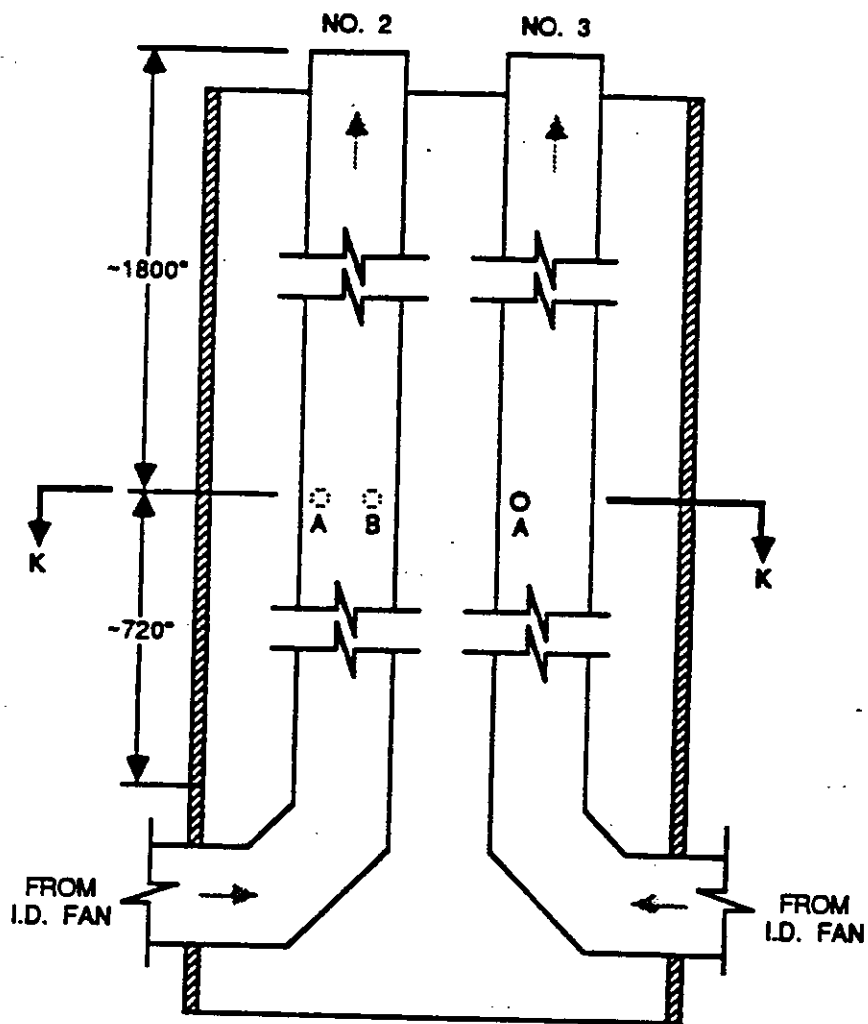 NO. 2
NO. 3
~1800"
A
B
A
K
K
~720"
FROM
I.D. FAN
FROM
I.D. FAN